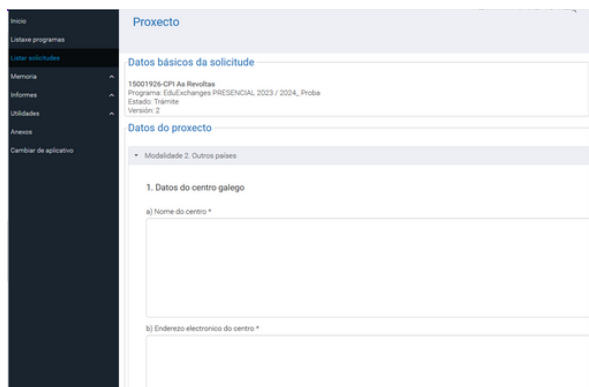 Inicio
Listaxe programas
Listar solicitudes
Memoria
Informes
Utilidades
Anexos
Cambiar de aplicativo
Proxecto
Datos básicos da solicitude
15001926-CPI As Revoltas
Programa: EduExchanges PRESENCIAL 2023 / 2024_ Proba
Estado: Trámite
Versión: 2
Datos do proxecto
Modalidade 2. Outros países
1. Datos do centro galego
a) Nome do centro *
b) Enderezo electronico do centro *